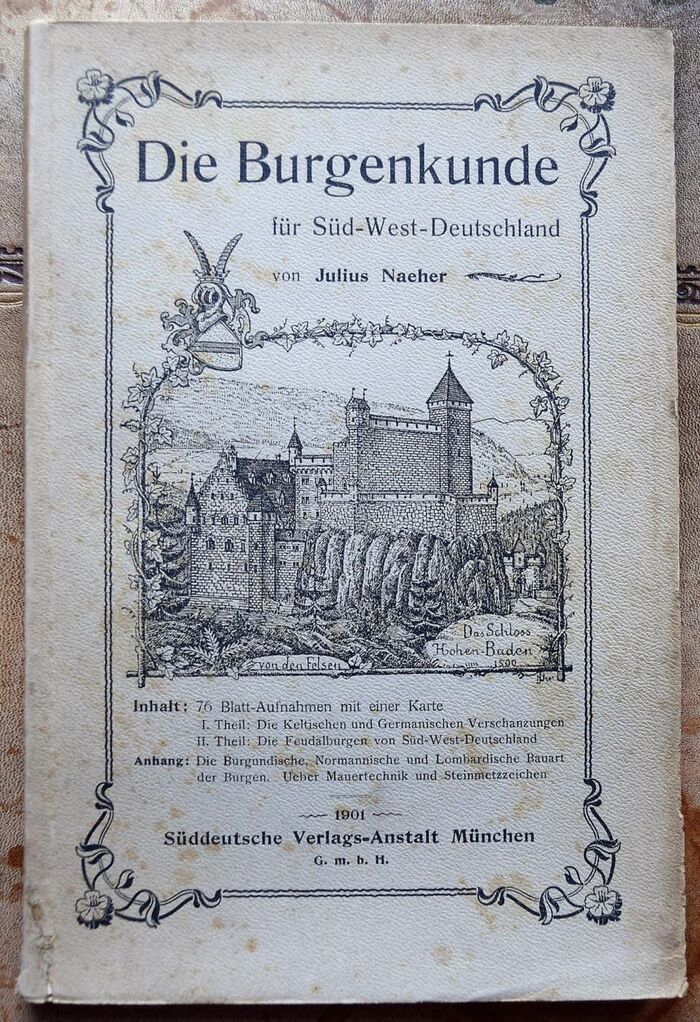 Die Burgenkunde
für Süd-West-Deutschland
von Julius Naeher
Das Schloss
Hohen-Baden
um 1500
von den Felsen
Inhalt: 76 Blatt-Aufnahmen mit einer Karte
I. Theil: Die Keltischen und Germanischen Verschanzungen
II. Theil: Die Feudalburgen von Süd-West-Deutschland
Anhang: Die Burgundische, Normannische und Lombardische Bauart
der Burgen. Ueber Mauertechnik und Steinmetzzeichen
1901
Süddeutsche Verlags-Anstalt München
G. m. b. H.